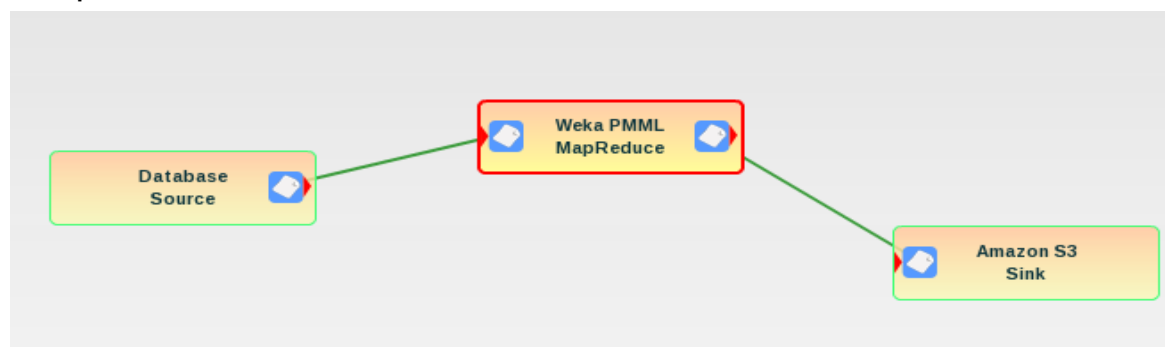 Database
Source
Weka PMML
MapReduce
Amazon S3
Sink